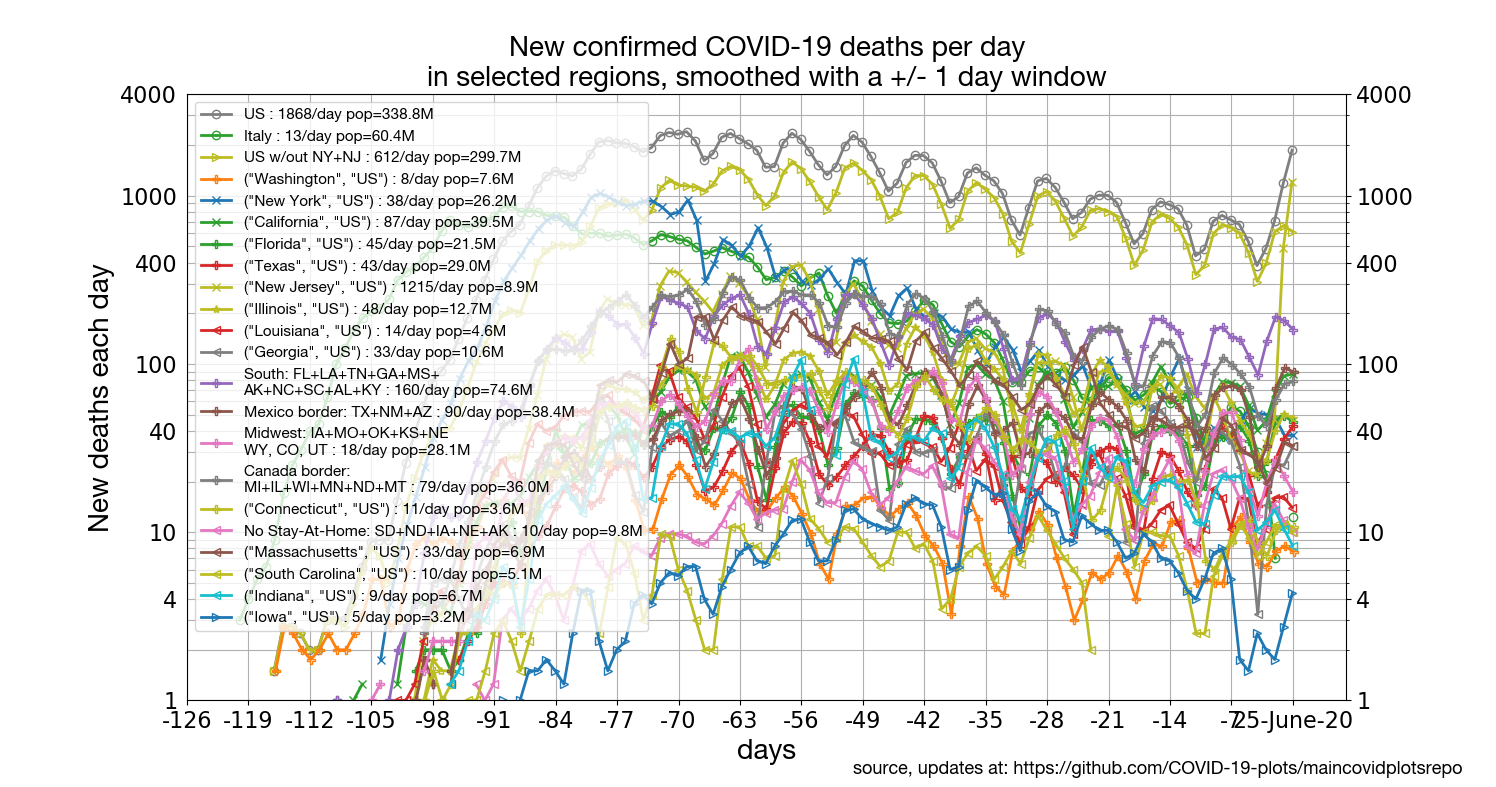 New confirmed COVID-19 deaths per day
in selected regions, smoothed with a +/- 1 day window
4000
1000
400
100
40
10
4
1
New deaths each day
US : 1868/day pop=338.8M
Italy : 13/day pop=60.4M
US w/out NY+NJ : 612/day pop=299.7M
("Washington", "US") : 8/day pop=7.6M
("New York", "US") : 38/day pop=26.2M
("California", "US") : 87/day pop=39.5M
("Florida", "US") : 45/day pop=21.5M
("Texas", "US") : 43/day pop=29.0M
("New Jersey", "US") : 1215/day pop=8.9M
("Illinois", "US") : 48/day pop=12.7M
("Louisiana", "US") : 14/day pop=4.6M
("Georgia", "US") : 33/day pop=10.6M
South: FL+LA+TN+GA+MS+
AK+NC+SC+AL+KY : 160/day pop=74.6M
Mexico border: TX+NM+AZ : 90/day pop=38.4M
Midwest: IA+MO+OK+KS+NE
WY, CO, UT : 18/day pop=28.1M
Canada border:
MI+IL+WI+MN+ND+MT : 79/day pop=36.0M
("Connecticut", "US") : 11/day pop=3.6M
No Stay-At-Home: SD+ND+IA+NE+AK : 10/day pop=9.8M
("Massachusetts", "US") : 33/day pop=6.9M
("South Carolina", "US") : 10/day pop=5.1M
("Indiana", "US") : 9/day pop=6.7M
("Iowa", "US") : 5/day pop=3.2M
4000
1000
400
100
40
10
4
1
-126 -119 -112 -105 -98 -91 -84 -77 -70 -63 -56 -49 -42 -35 -28 -21 -14 -7 25-June-20
days
source, updates at: https://github.com/COVID-19-plots/maincovidplotsrepo